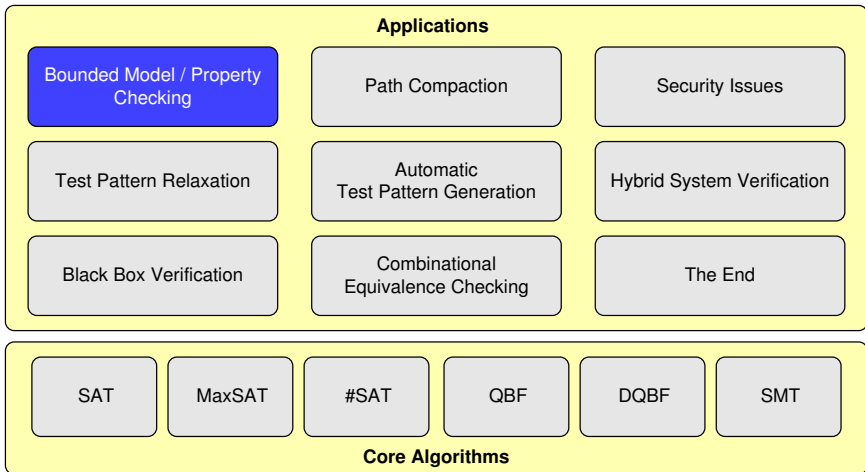 Applications
Bounded Model / Property
Checking
Path Compaction
Security Issues
Test Pattern Relaxation
Automatic
Test Pattern Generation
Hybrid System Verification
Black Box Verification
Combinational
Equivalence Checking
The End
SAT
MaxSAT
#SAT
QBF
DQBF
SMT
Core Algorithms